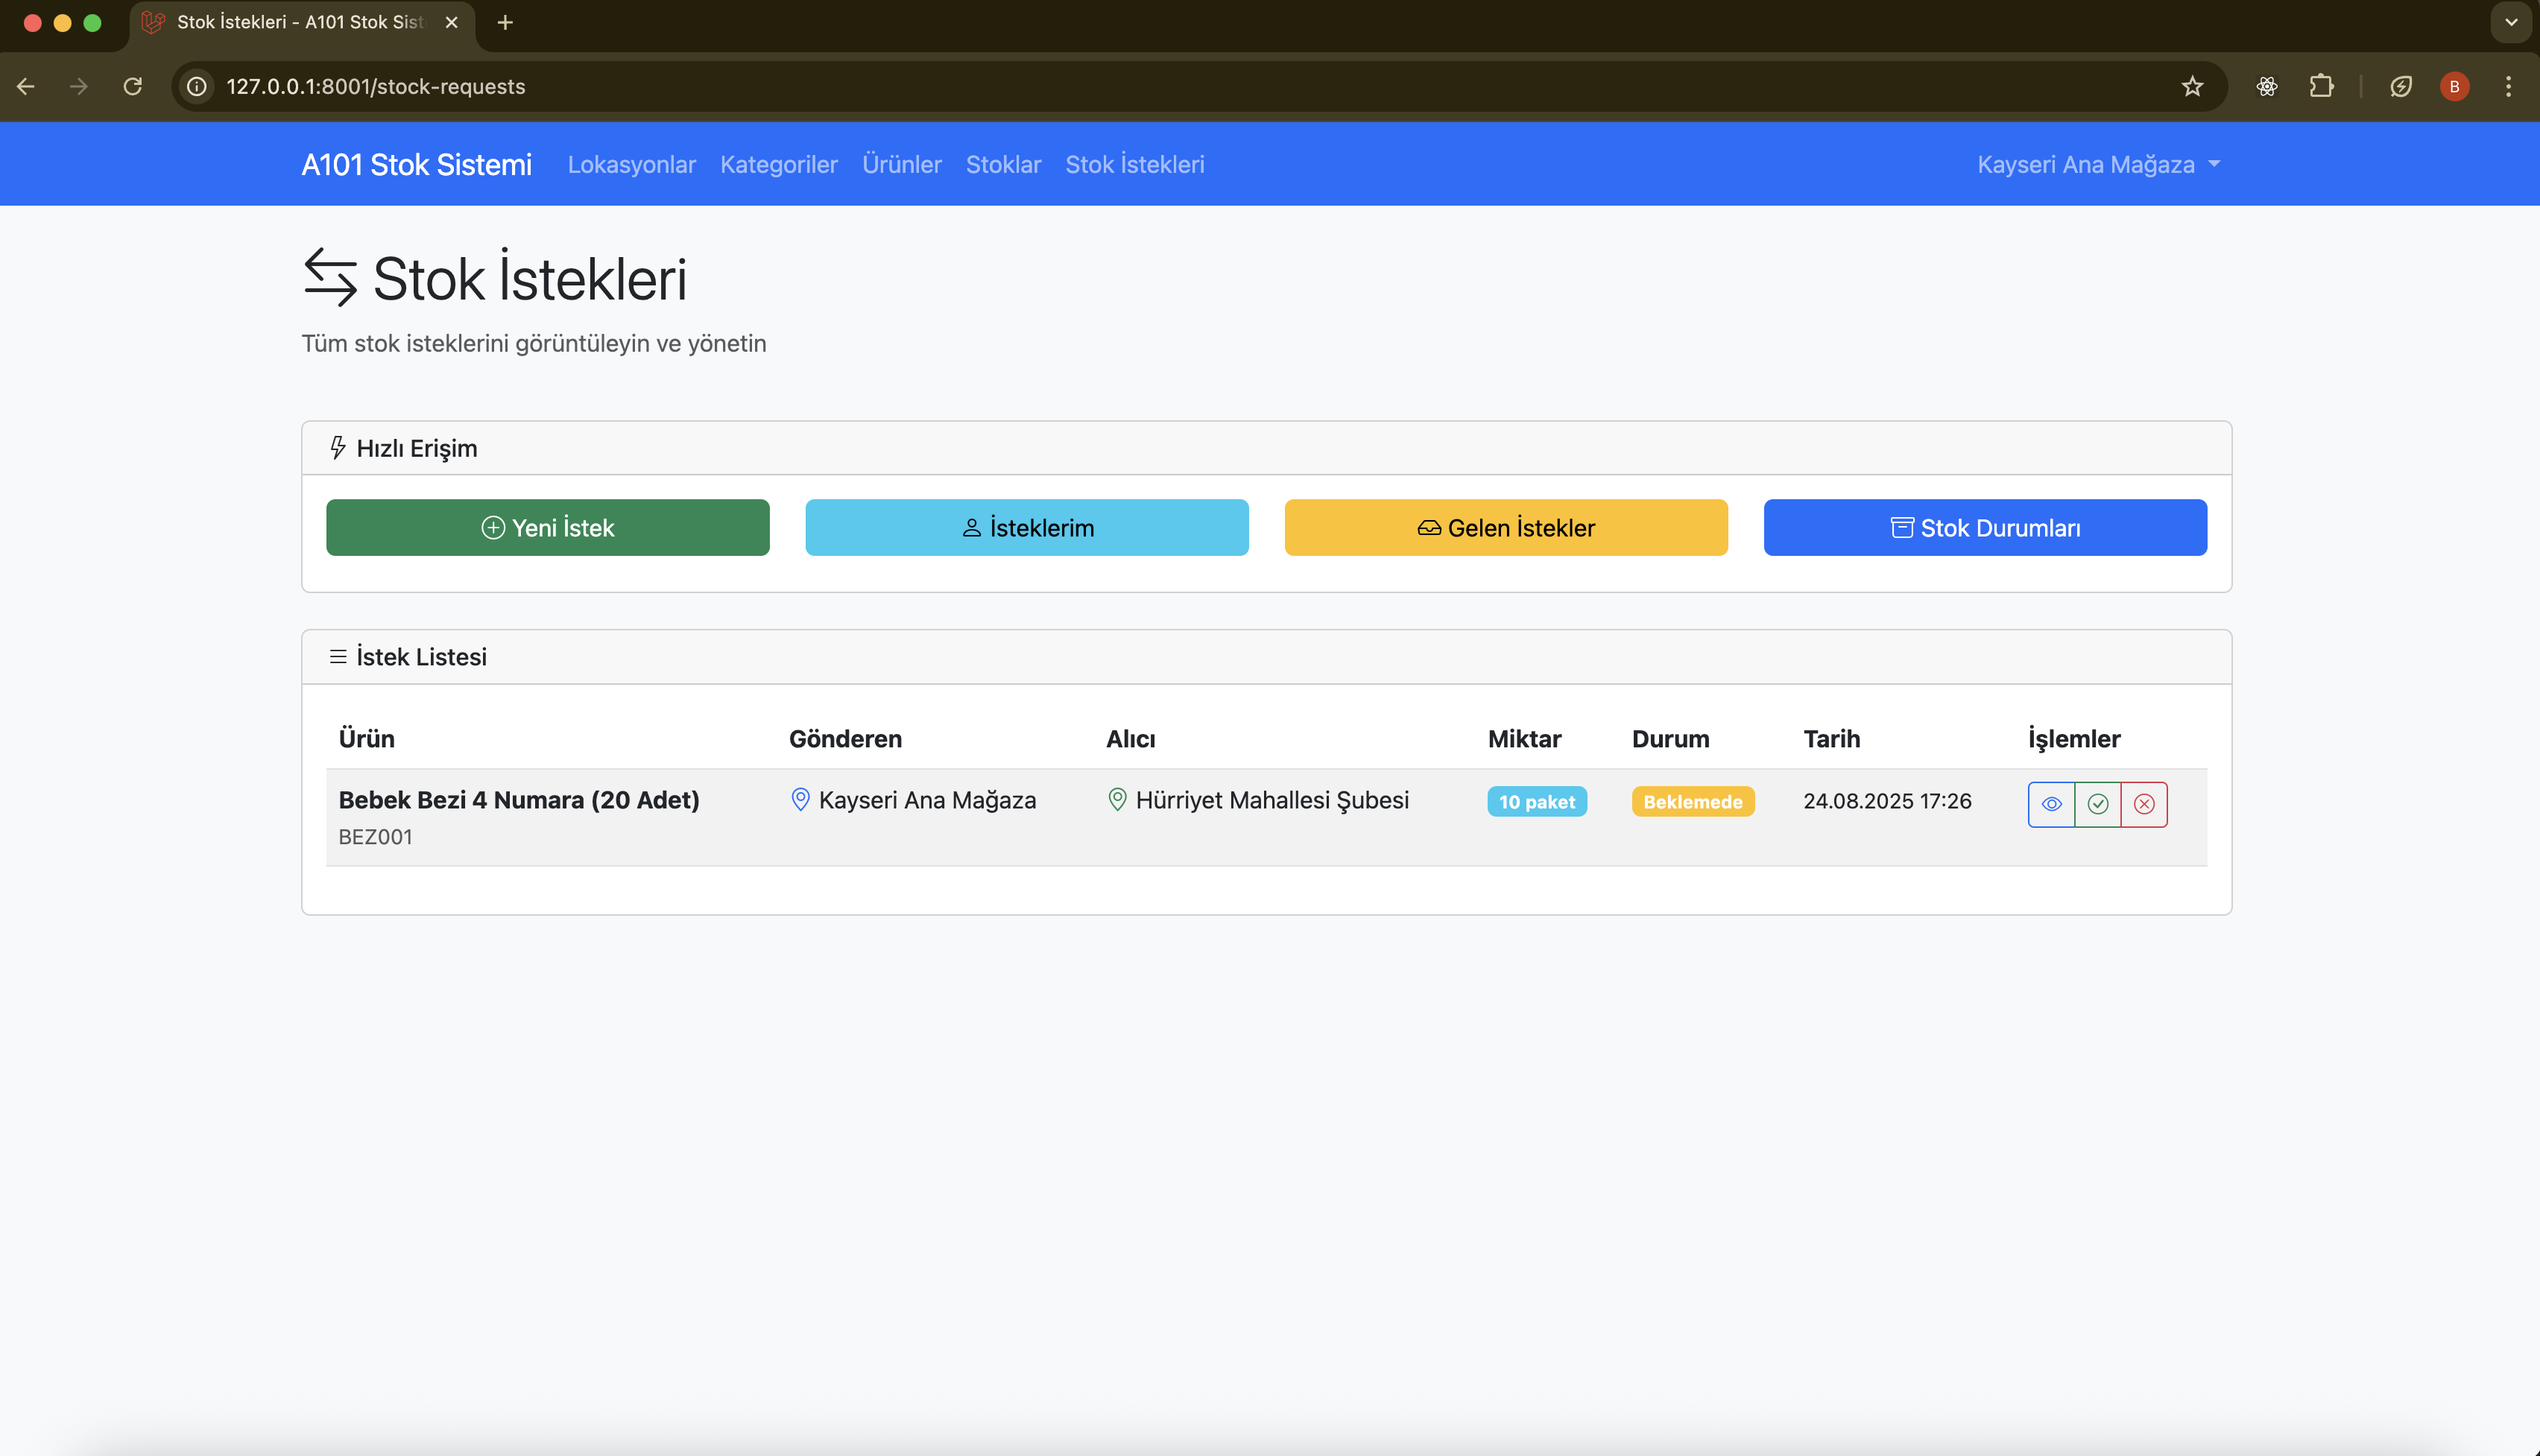 Stok İstekleri - A101 Stok Sist
127.0.0.1:8001/stock-requests
B
A101 Stok Sistemi Lokasyonlar Kategoriler Ürünler Stoklar Stok İstekleri Kayseri Ana Mağaza
Stok İstekleri
Tüm stok isteklerini görüntüleyin ve yönetin
Hızlı Erişim
Yeni İstek İsteklerim Gelen İstekler Stok Durumları
İstek Listesi
Ürün Gönderen Alıcı Miktar Durum Tarih İşlemler
Bebek Bezi 4 Numara (20 Adet) Kayseri Ana Mağaza Hürriyet Mahallesi Şubesi 10 paket Beklemede 24.08.2025 17:26
BEZ001